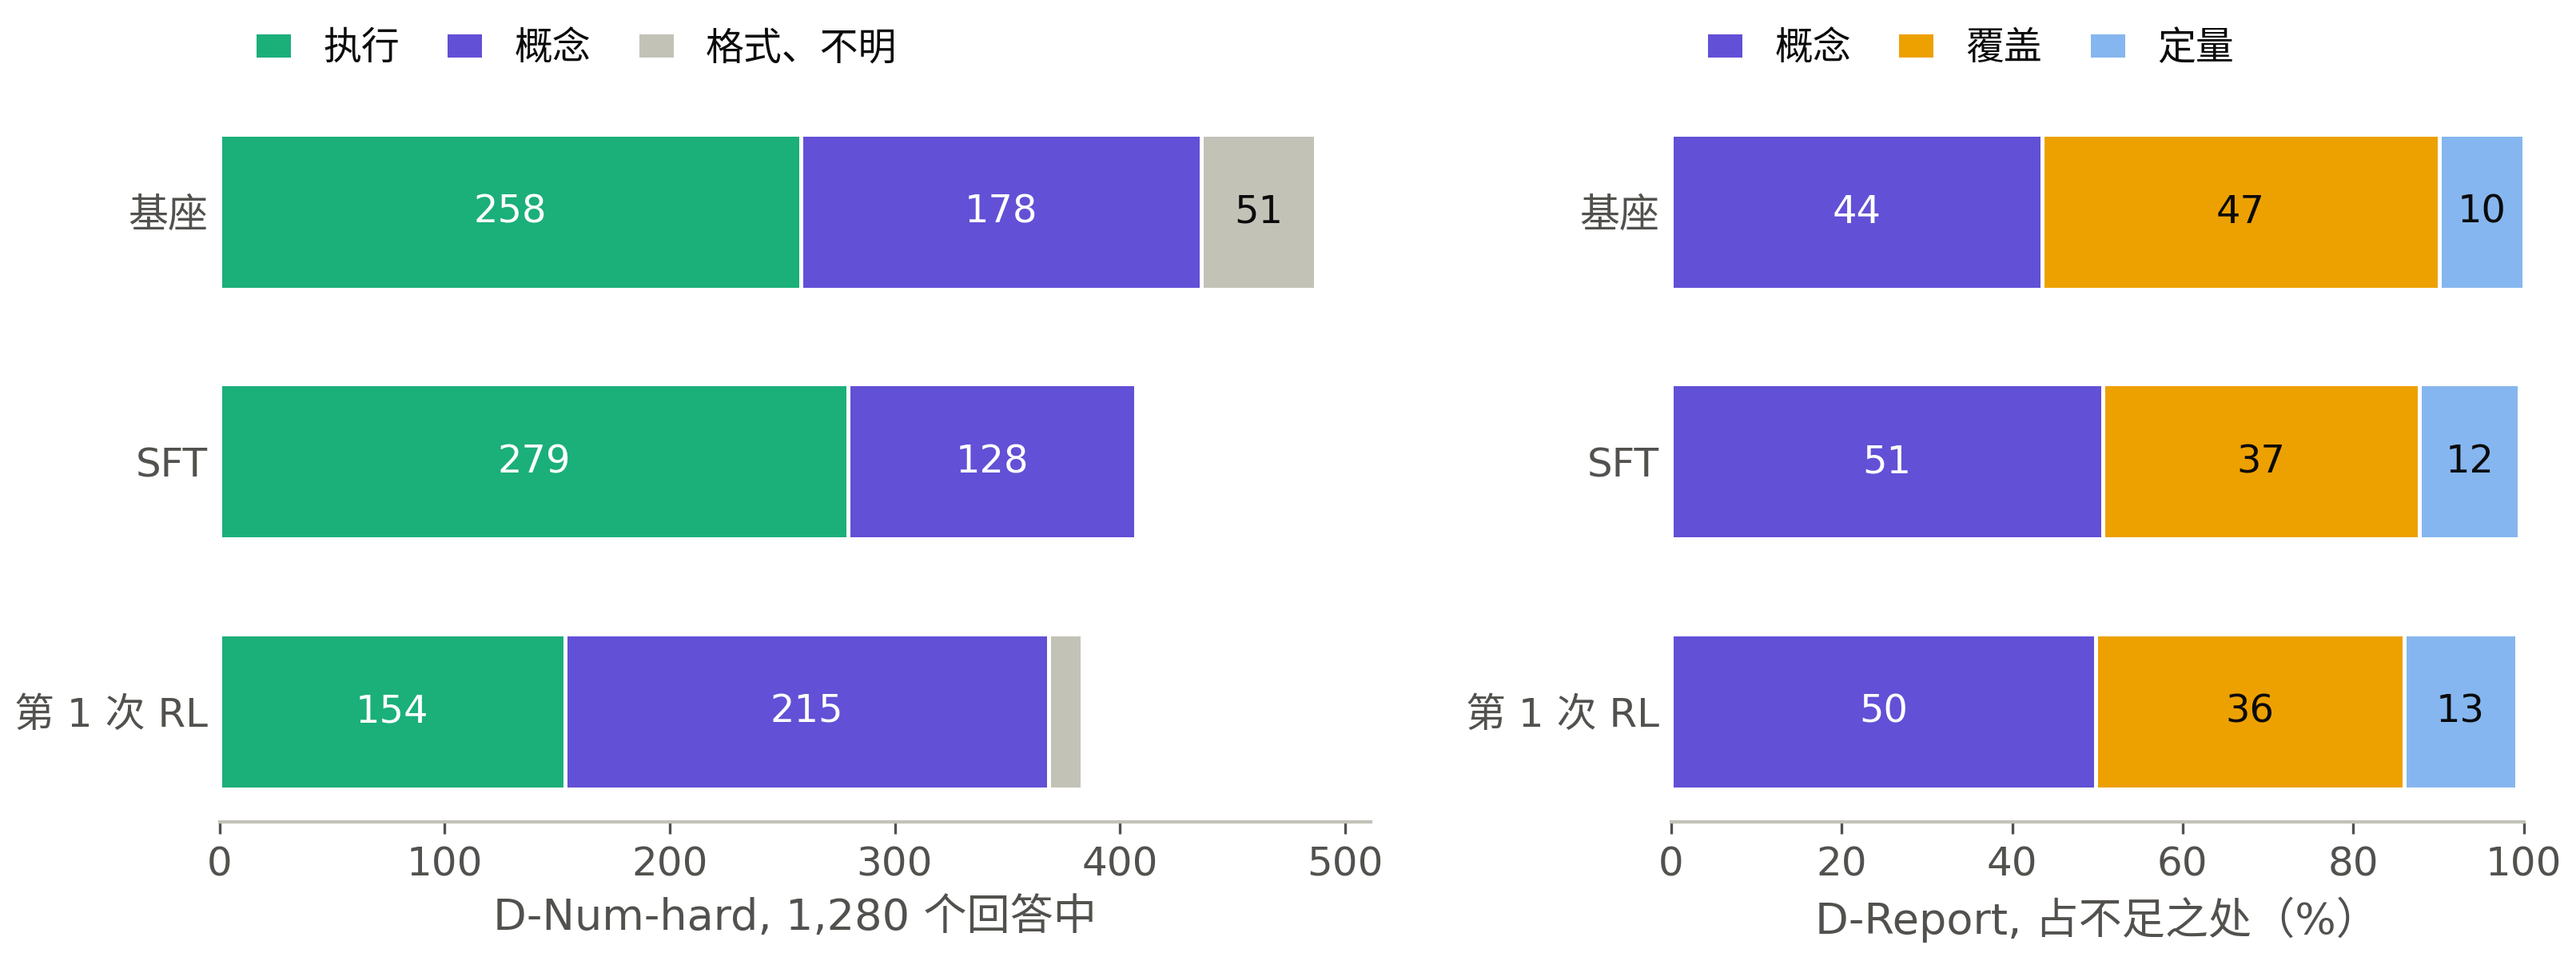 执行 概念 格式、不明
基座 258 178 51
SFT 279 128
第 1 次 RL 154 215
0 100 200 300 400 500
D-Num-hard, 1,280 个回答中
概念 覆盖 定量
基座 44 47 10
SFT 51 37 12
第 1 次 RL 50 36 13
0 20 40 60 80 100
D-Report, 占不足之处（%）